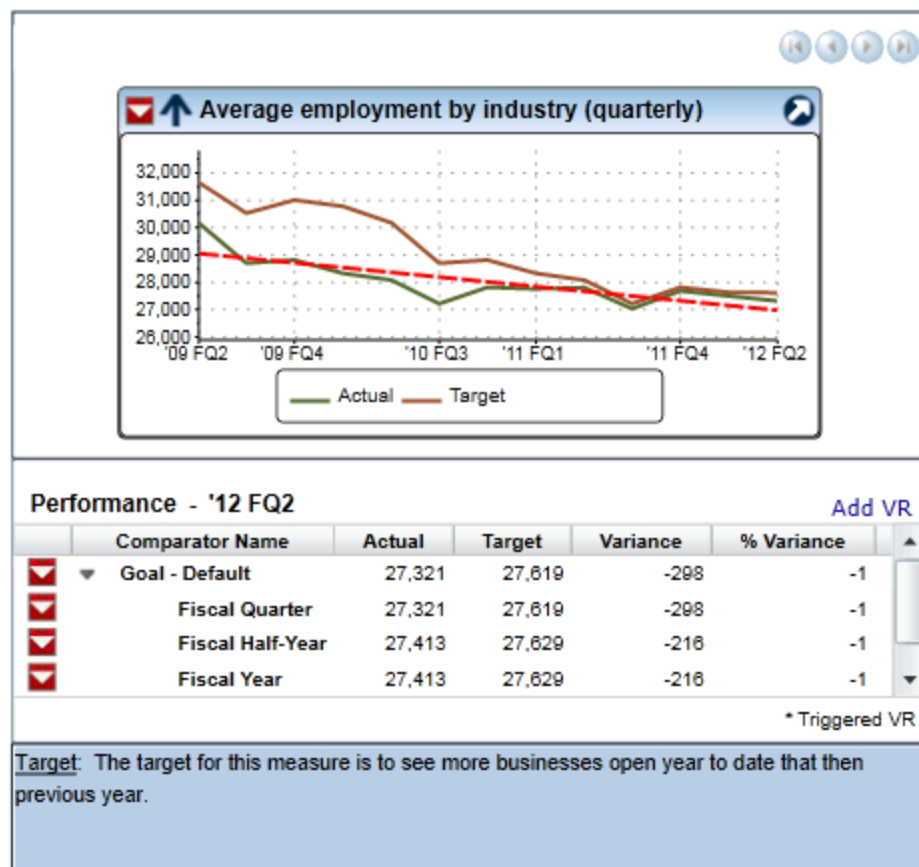 Average employment by industry (quarterly)
32,000
31,000
30,000
29,000
28,000
27,000
26,000
'09 FQ2 '09 FQ4 '10 FQ3 '11 FQ1 '11 FQ4 '12 FQ2
Actual Target
Performance - '12 FQ2
Add VR
Comparator Name Actual Target Variance % Variance
Goal - Default 27,321 27,619 -298 -1
Fiscal Quarter 27,321 27,619 -298 -1
Fiscal Half-Year 27,413 27,629 -216 -1
Fiscal Year 27,413 27,629 -216 -1
* Triggered VR
Target: The target for this measure is to see more businesses open year to date that then
previous year.